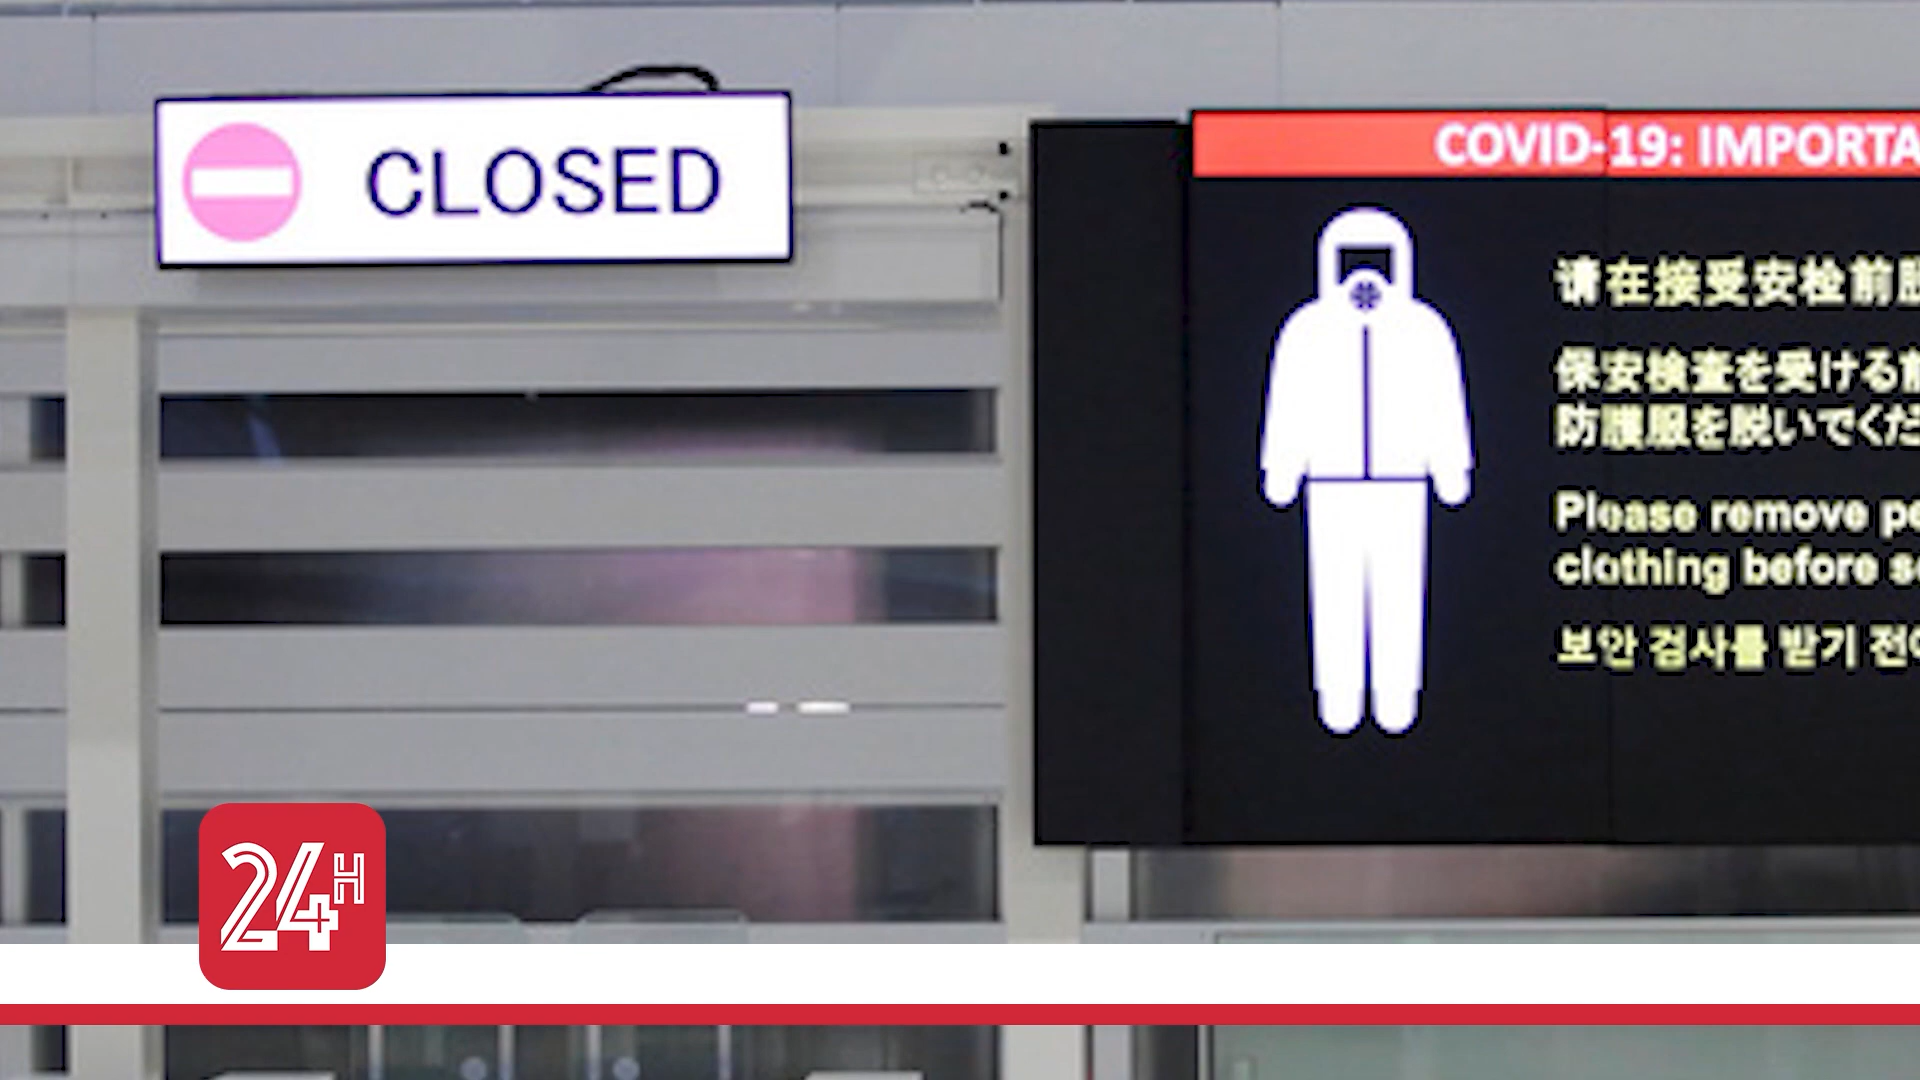 CLOSED
COVID-19: IMPORTA
请在接受安检前
保安検査を受ける前
防護服を脱いでくだ
Please remove pe
clothing before s
보안 검사를 받기 전
24H